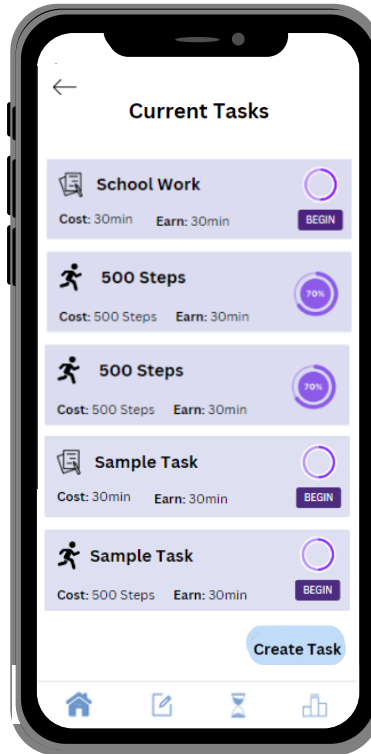 Current Tasks
School Work
Cost: 30min Earn: 30min
BEGIN
500 Steps
70%
Cost: 500 Steps Earn: 30min
500 Steps
70%
Cost: 500 Steps Earn: 30min
Sample Task
Cost: 30min Earn: 30min
BEGIN
Sample Task
Cost: 500 Steps Earn: 30min
BEGIN
Create Task